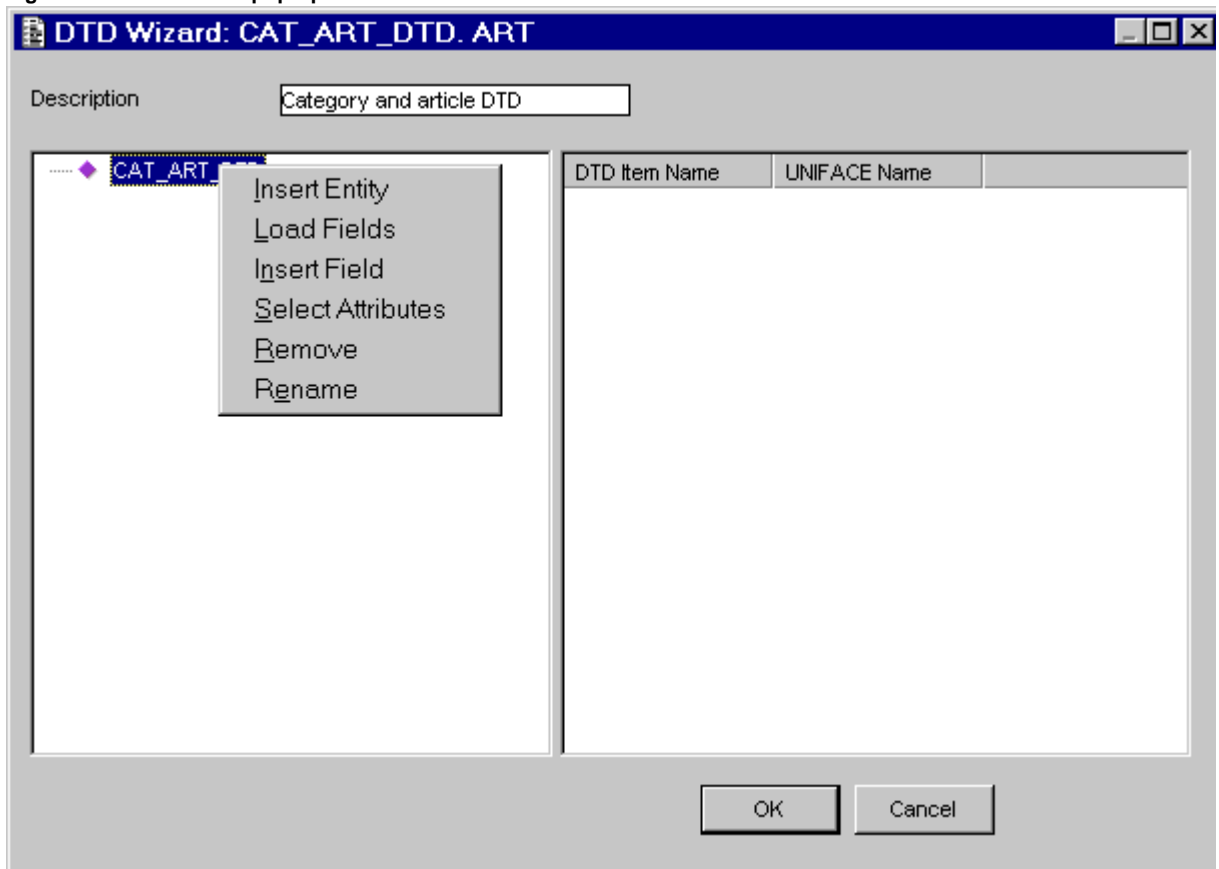 DTD Wizard: CAT_ART_DTD. ART
Description
Category and article DTD
CAT_ART_
Insert Entity
Load Fields
Insert Field
Select Attributes
Remove
Rename
DTD Item Name
UNIFACE Name
OK
Cancel